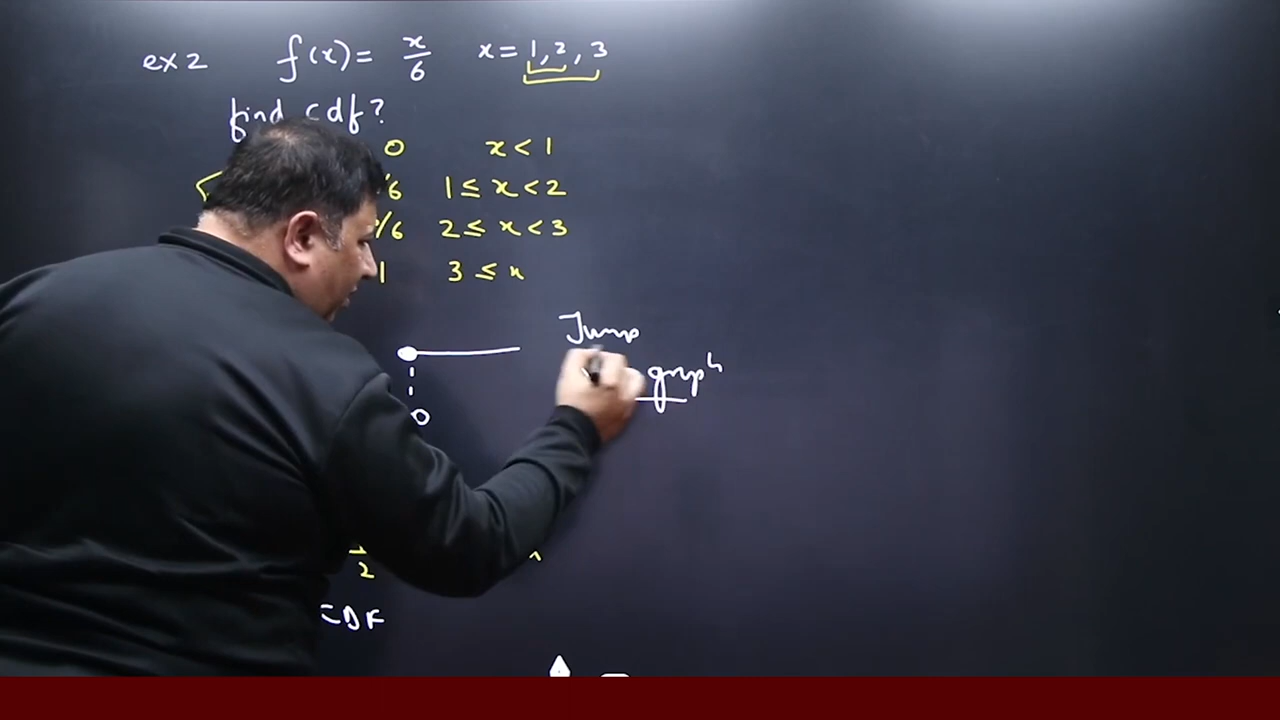 ex 2 f(x) = x/6 x = 1, 2, 3
find cdf?
0 x < 1
/6 1 ≤ x < 2
/6 2 ≤ x < 3
1 3 ≤ x
Jump
graph
0
2
CDF